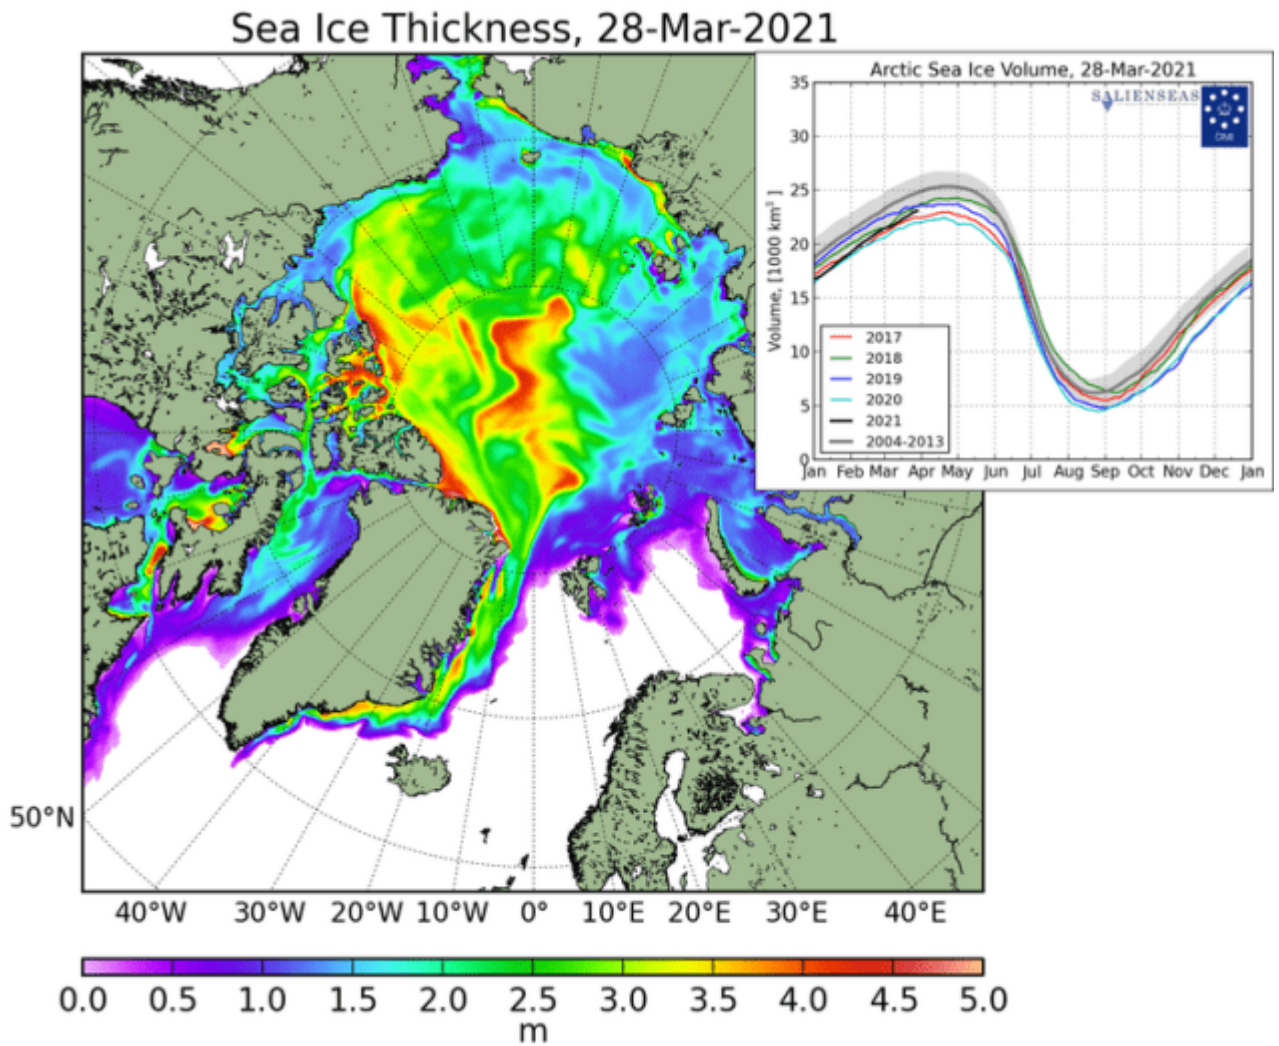 Sea Ice Thickness, 28-Mar-2021
Arctic Sea Ice Volume, 28-Mar-2021
SALIENSEAS
DMI
Volume, [1000 km³]
35
30
25
20
15
10
5
0
2017
2018
2019
2020
2021
2004-2013
Jan Feb Mar Apr May Jun Jul Aug Sep Oct Nov Dec Jan
50°N
40°W 30°W 20°W 10°W 0° 10°E 20°E 30°E 40°E
0.0 0.5 1.0 1.5 2.0 2.5 3.0 3.5 4.0 4.5 5.0
m